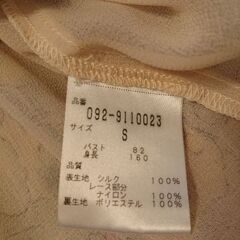 品番
092-9110023
サイズ
S
バスト 82
身長 160
品質
表生地 シルク 100%
レース部分
ナイロン 100%
裏生地 ポリエステル 100%